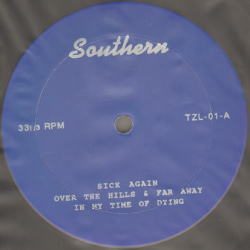 Southern
33⅓ RPM
TZL-01-A
SICK AGAIN
OVER THE HILLS & FAR AWAY
IN MY TIME OF DYING